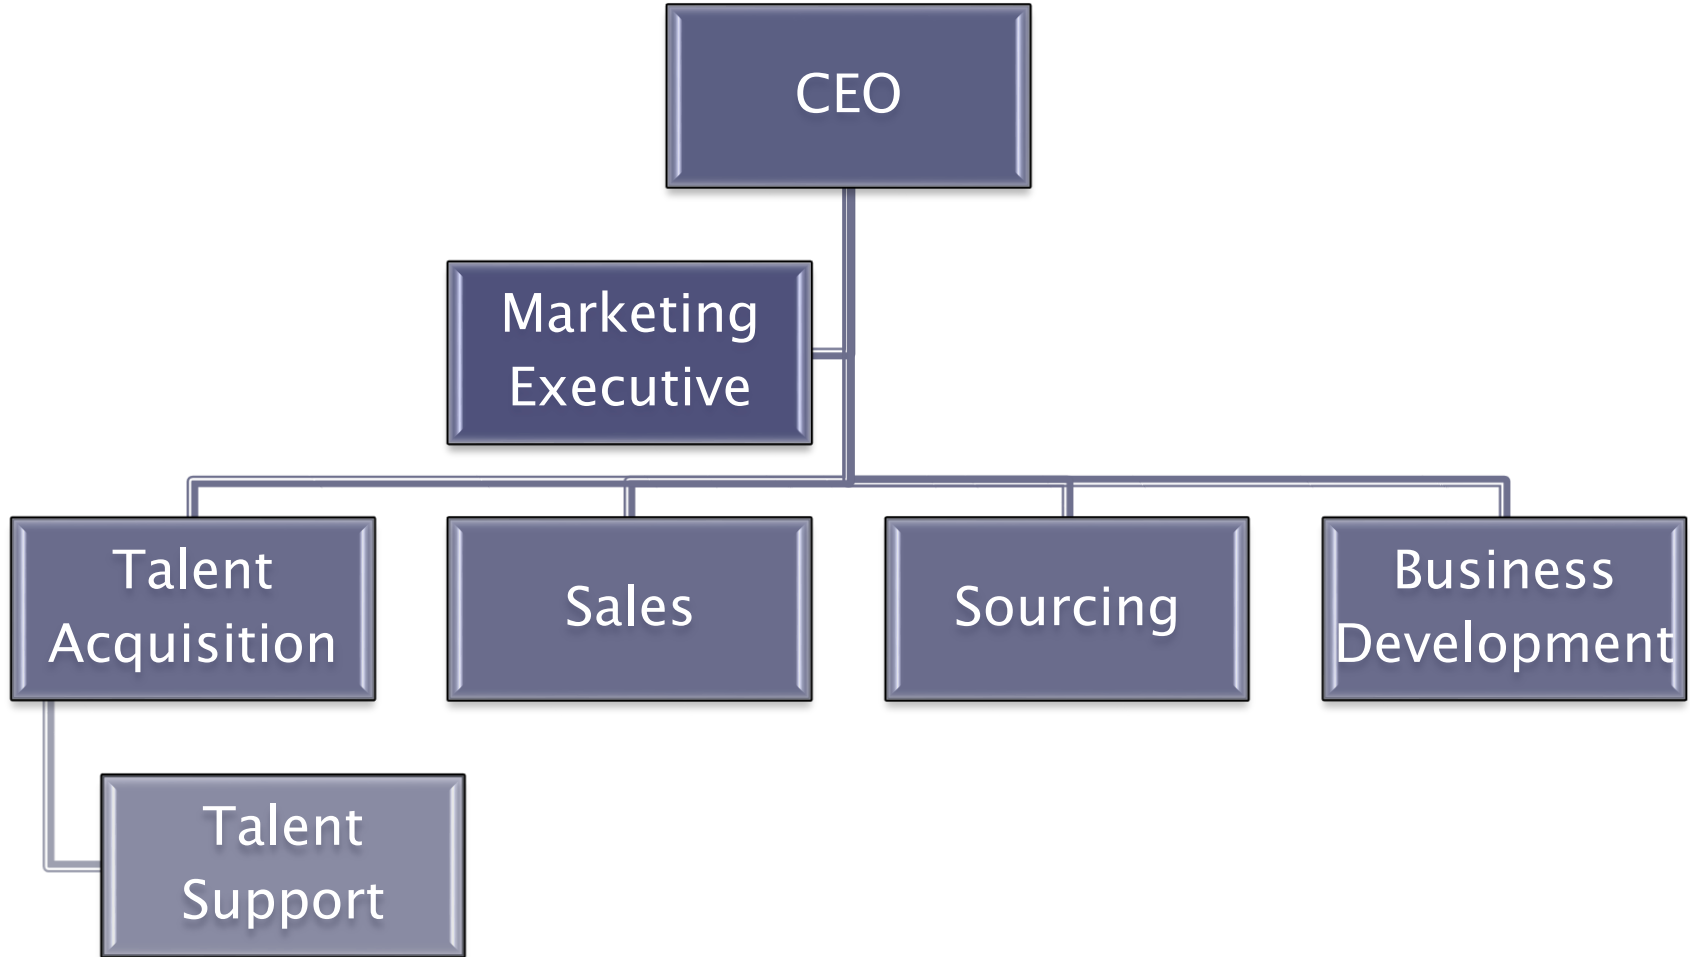 CEO
Marketing
Executive
Talent
Acquisition
Sales
Sourcing
Business
Development
Talent
Support